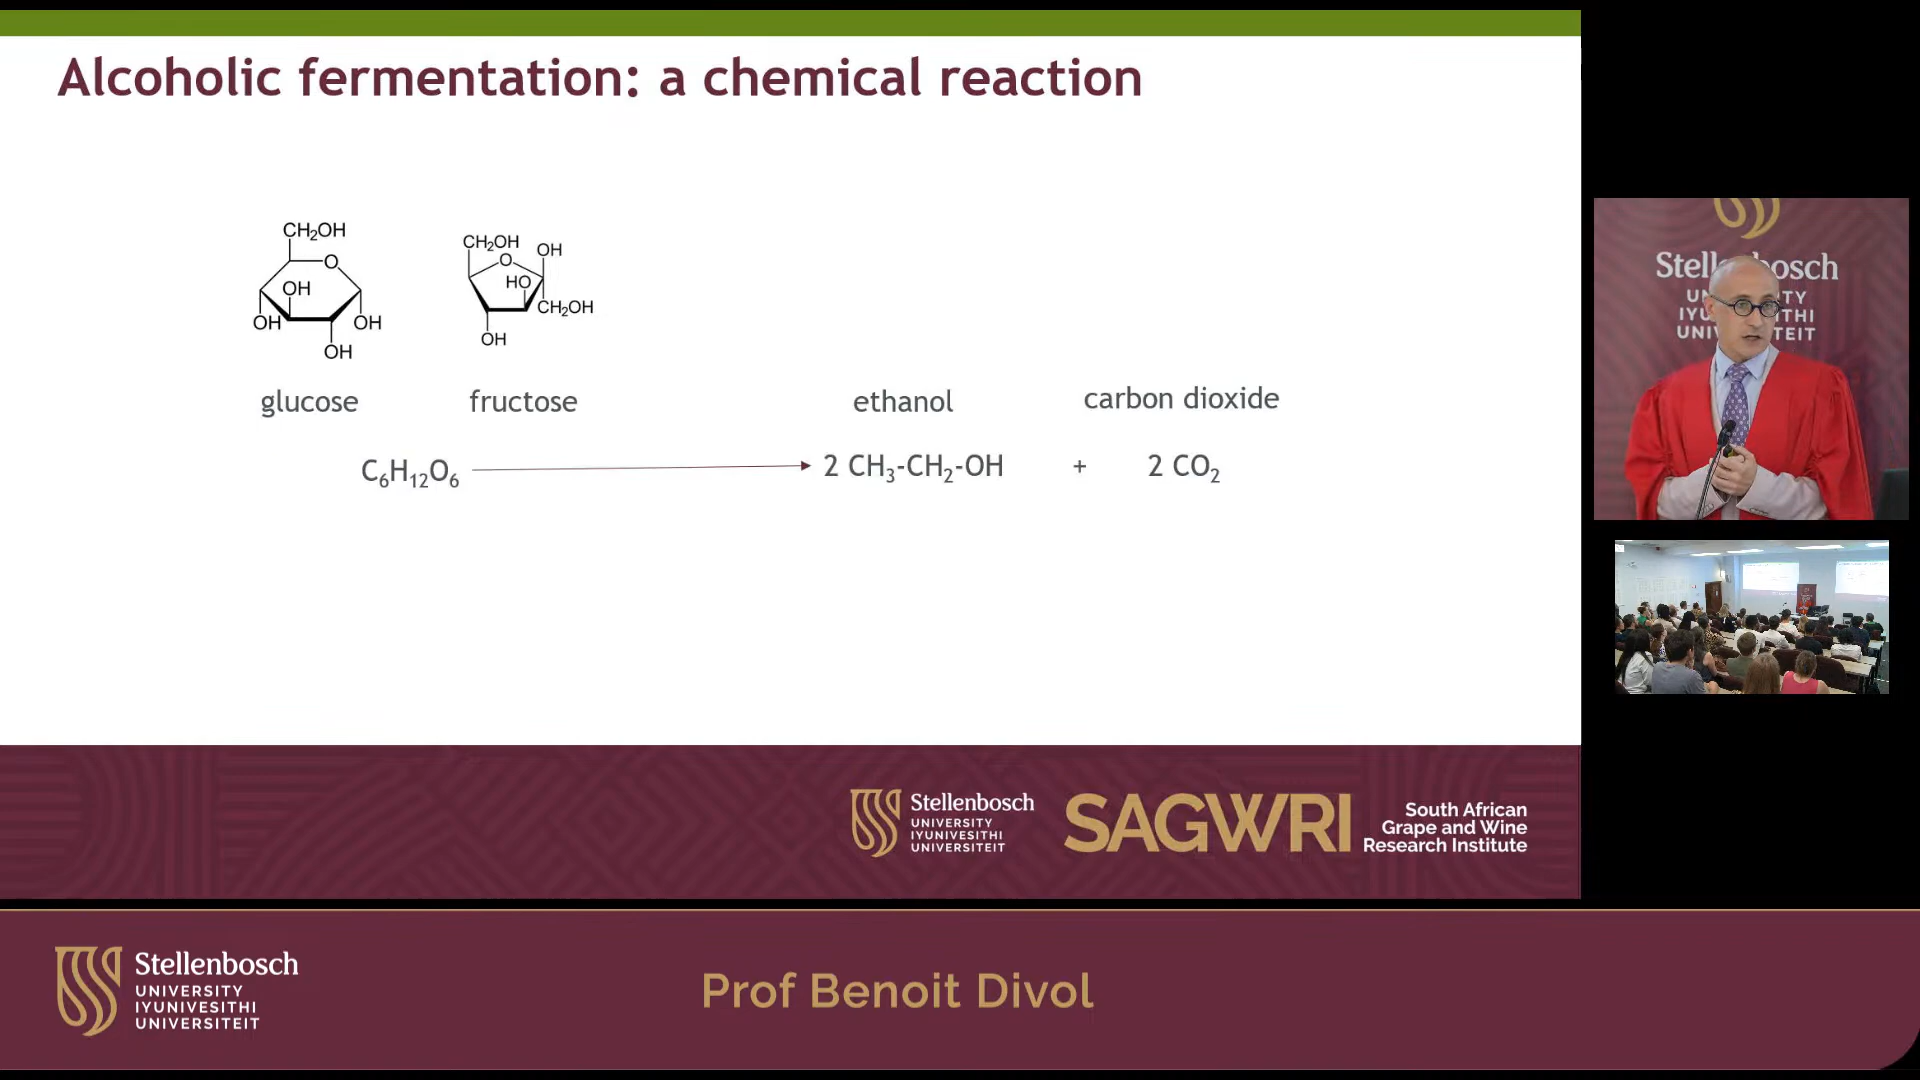 Alcoholic fermentation: a chemical reaction
CH₂OH
O
OH
OH
OH
OH
CH₂OH
OH
O
HO
CH₂OH
OH
glucose
fructose
ethanol
carbon dioxide
C₆H₁₂O₆
2 CH₃-CH₂-OH
+
2 CO₂
Stellenbosch
UNIVERSITY
IYUNIVESITHI
UNIVERSITEIT
SAGWRI
South African
Grape and Wine
Research Institute
Stellenbosch
UNIVERSITY
IYUNIVESITHI
UNIVERSITEIT
Prof Benoit Divol